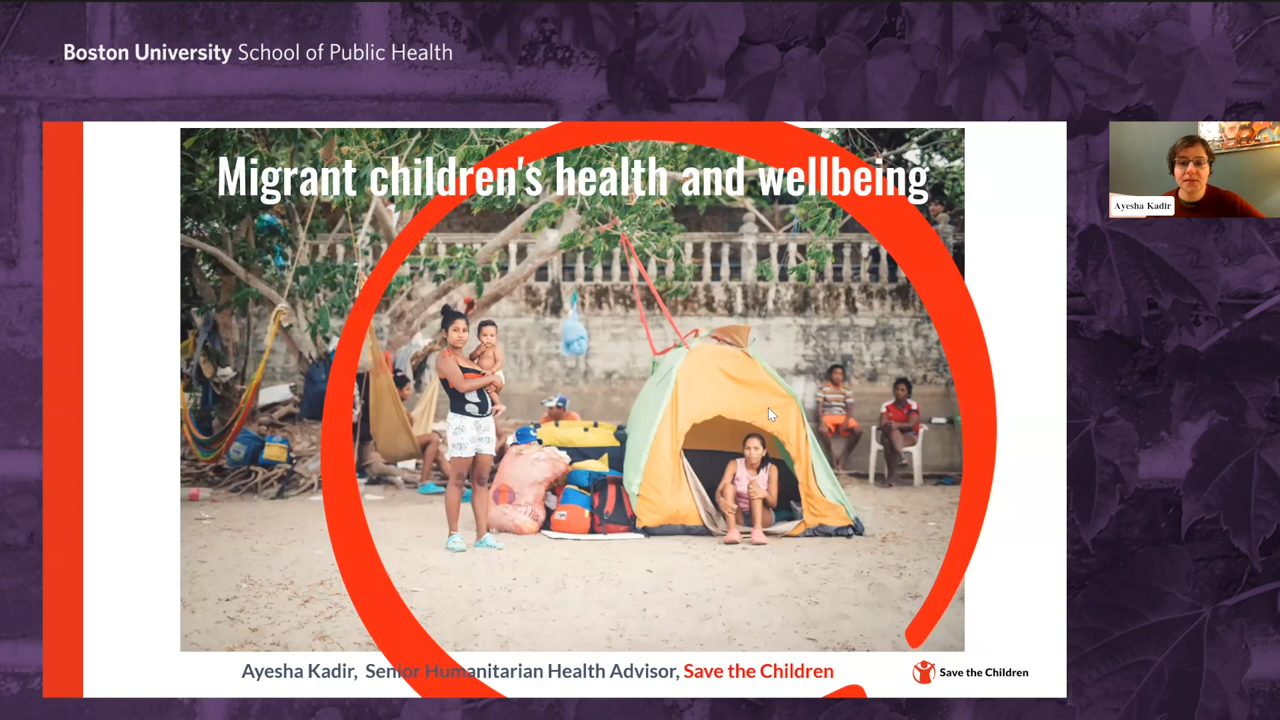 Boston University School of Public Health
Migrant children's health and wellbeing
Ayesha Kadir
Ayesha Kadir, Senior Humanitarian Health Advisor, Save the Children
Save the Children